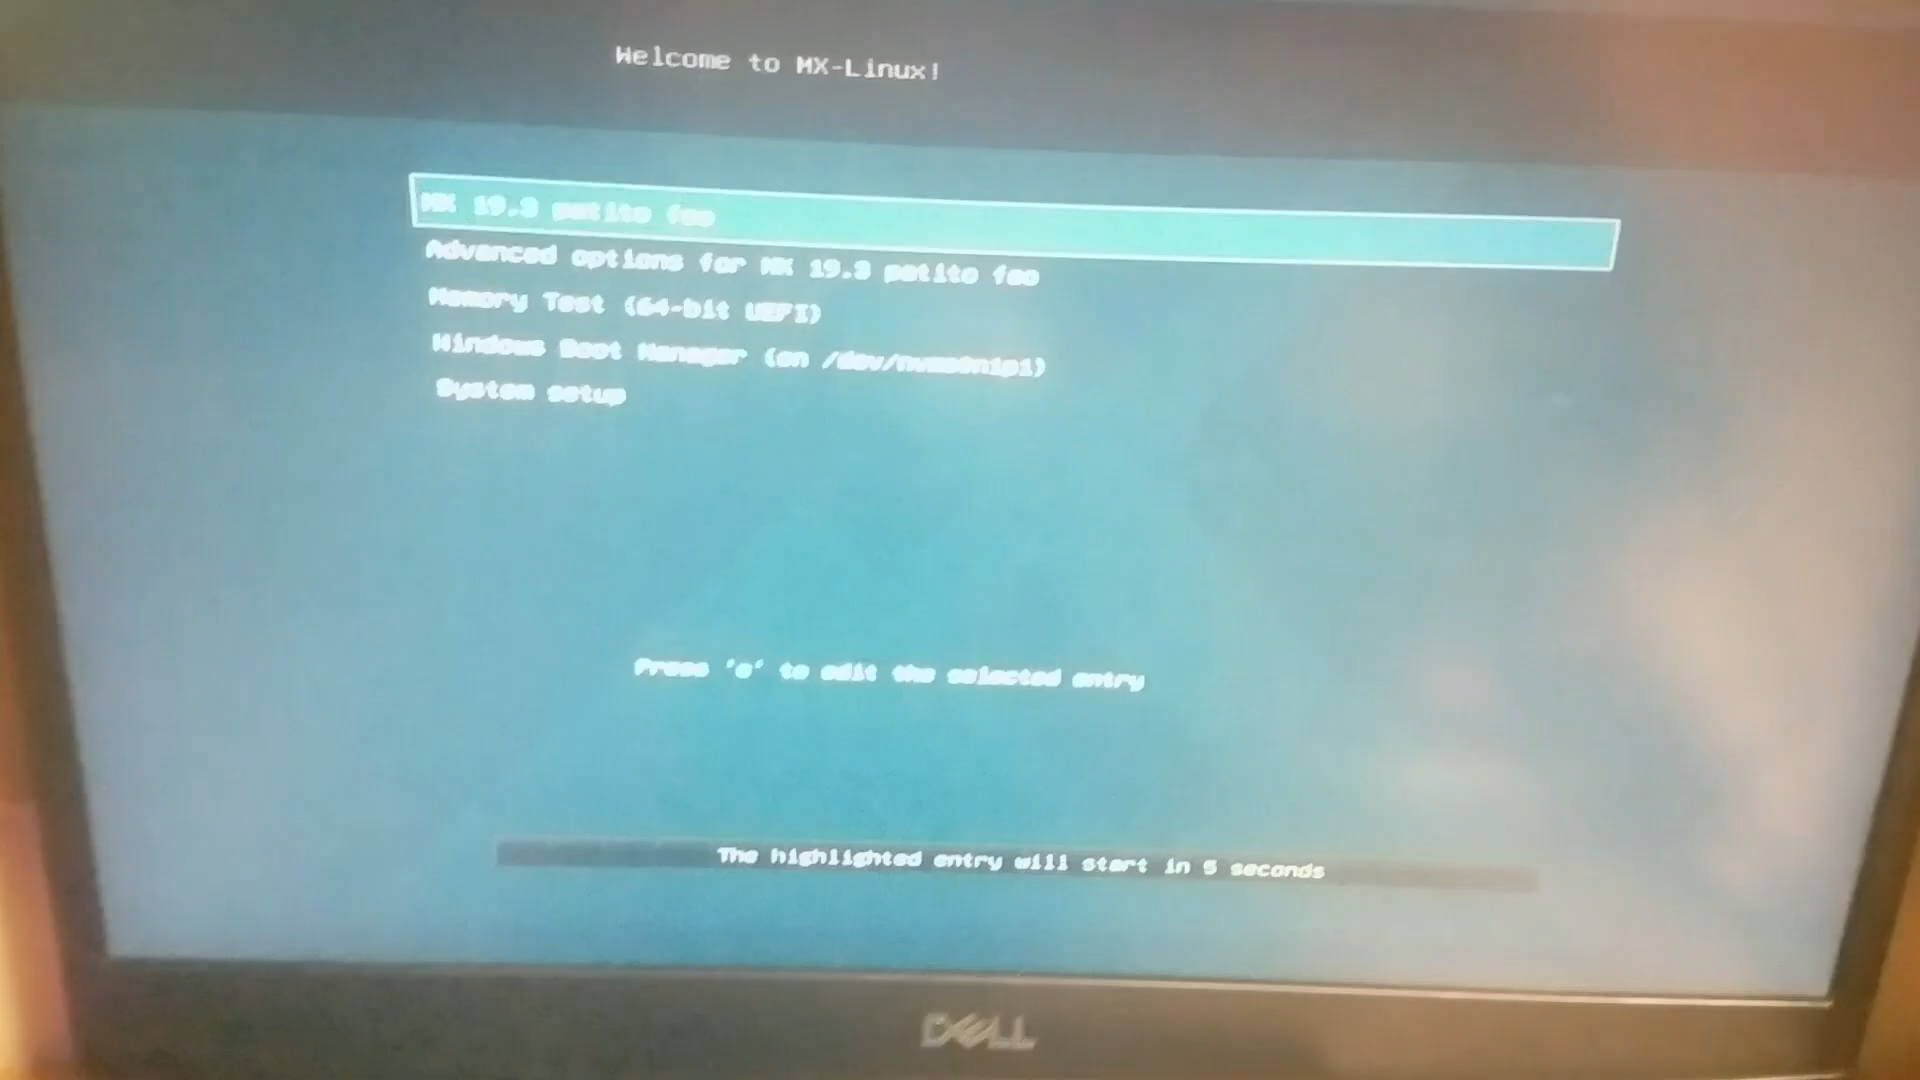 Welcome to MX-Linux!
MX 19.3 patito feo
Advanced options for MX 19.3 patito feo
Memory Test (64-bit UEFI)
Windows Boot Manager (on /dev/nvme0n1p1)
System setup
Press 'e' to edit the selected entry
The highlighted entry will start in 5 seconds
DELL